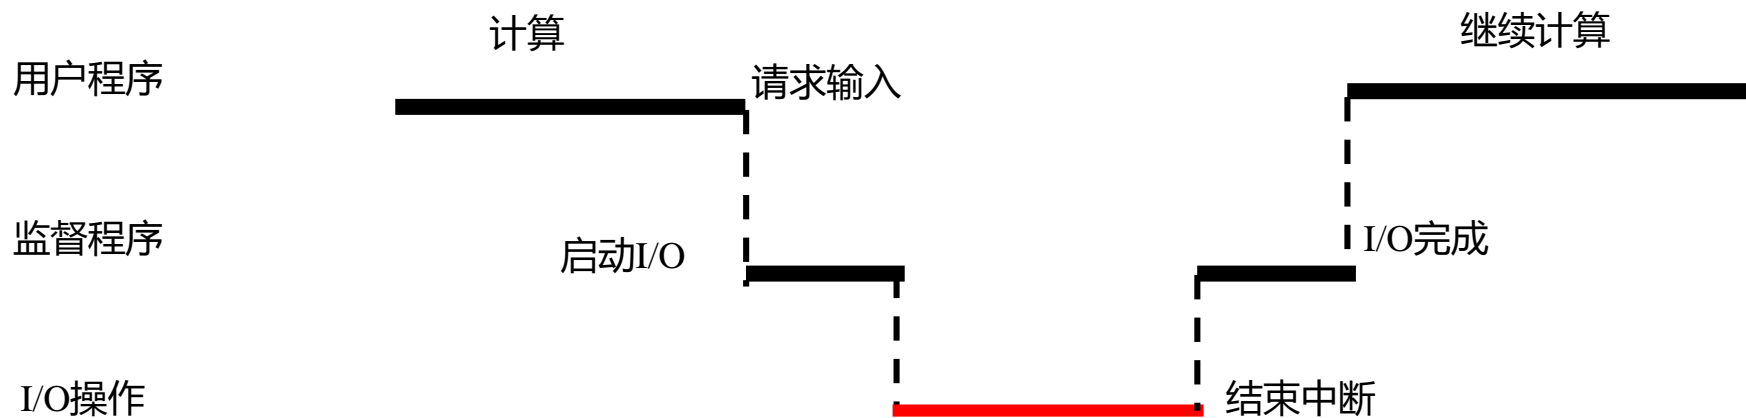 计算
继续计算
用户程序
请求输入
监督程序
启动I/O
I/O完成
I/O操作
结束中断